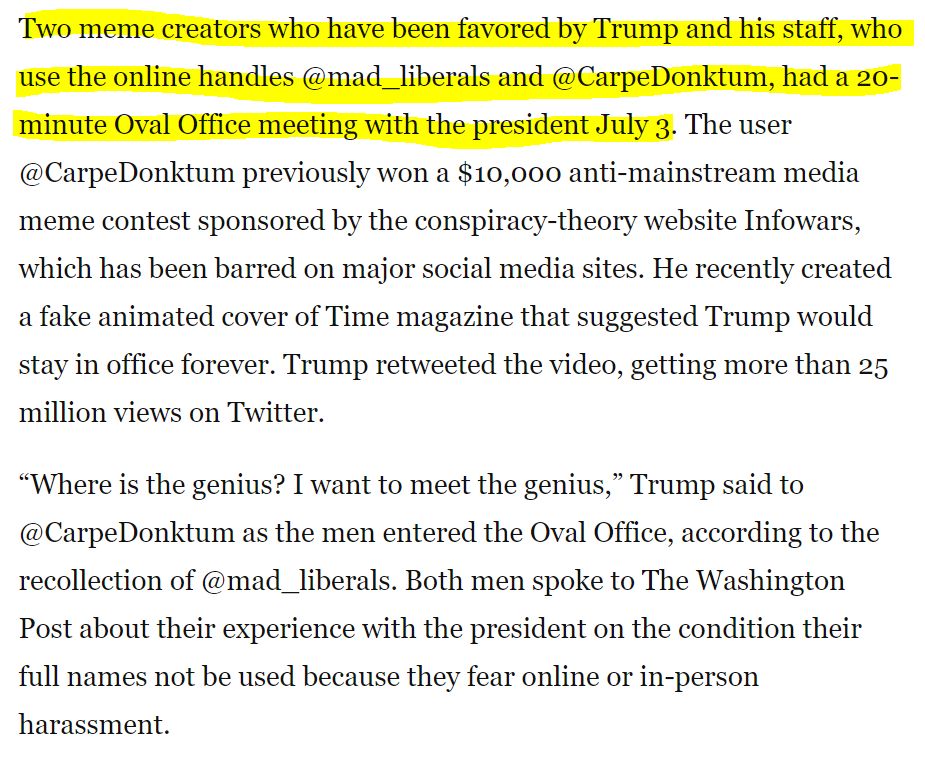 Two meme creators who have been favored by Trump and his staff, who
use the online handles @mad_liberals and @CarpeDonktum, had a 20-
minute Oval Office meeting with the president July 3. The user
@CarpeDonktum previously won a $10,000 anti-mainstream media
meme contest sponsored by the conspiracy-theory website Infowars,
which has been barred on major social media sites. He recently created
a fake animated cover of Time magazine that suggested Trump would
stay in office forever. Trump retweeted the video, getting more than 25
million views on Twitter.
“Where is the genius? I want to meet the genius,” Trump said to
@CarpeDonktum as the men entered the Oval Office, according to the
recollection of @mad_liberals. Both men spoke to The Washington
Post about their experience with the president on the condition their
full names not be used because they fear online or in-person
harassment.